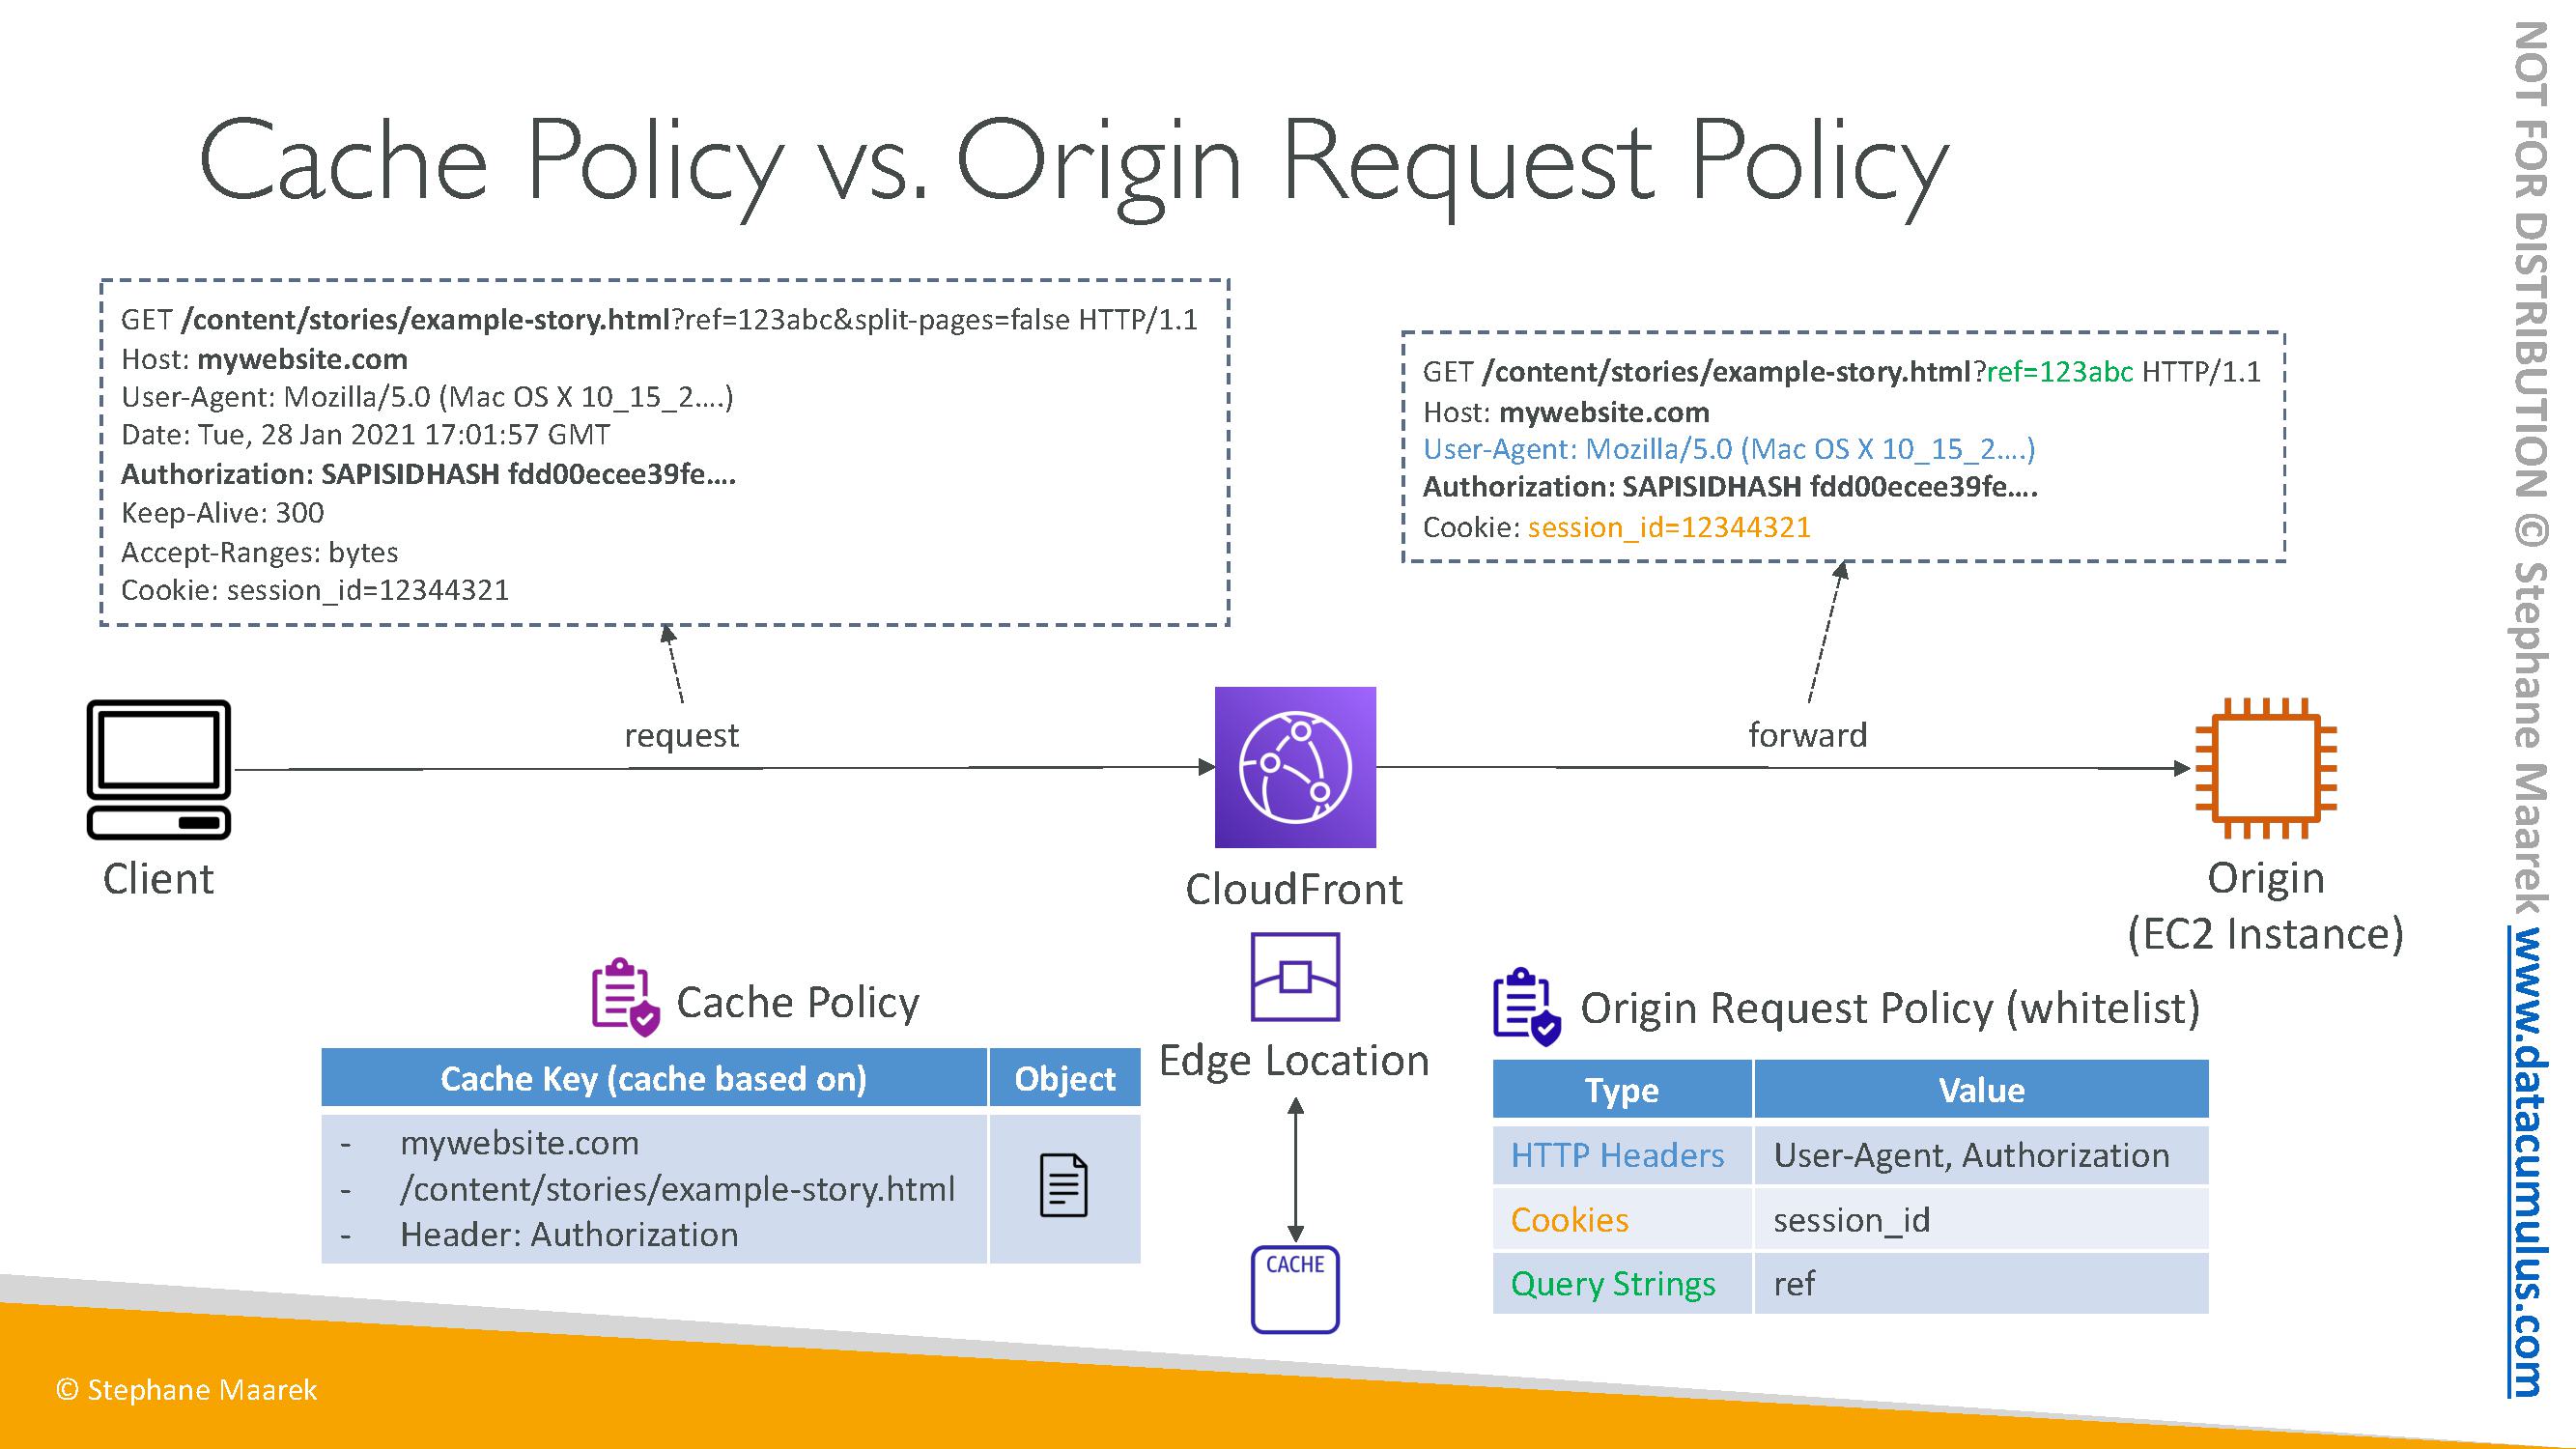 Cache Policy vs. Origin Request Policy
GET /content/stories/example-story.html?ref=123abc&split-pages=false HTTP/1.1
Host: mywebsite.com
User-Agent: Mozilla/5.0 (Mac OS X 10_15_2….)
Date: Tue, 28 Jan 2021 17:01:57 GMT
Authorization: SAPISIDHASH fdd00ecee39fe….
Keep-Alive: 300
Accept-Ranges: bytes
Cookie: session_id=12344321
GET /content/stories/example-story.html?ref=123abc HTTP/1.1
Host: mywebsite.com
User-Agent: Mozilla/5.0 (Mac OS X 10_15_2….)
Authorization: SAPISIDHASH fdd00ecee39fe….
Cookie: session_id=12344321
request
forward
Client
CloudFront
Origin
(EC2 Instance)
Edge Location
CACHE
Cache Policy
Cache Key (cache based on) Object
- mywebsite.com
- /content/stories/example-story.html
- Header: Authorization
Origin Request Policy (whitelist)
Type Value
HTTP Headers User-Agent, Authorization
Cookies session_id
Query Strings ref
© Stephane Maarek
NOT FOR DISTRIBUTION © Stephane Maarek www.datacumulus.com